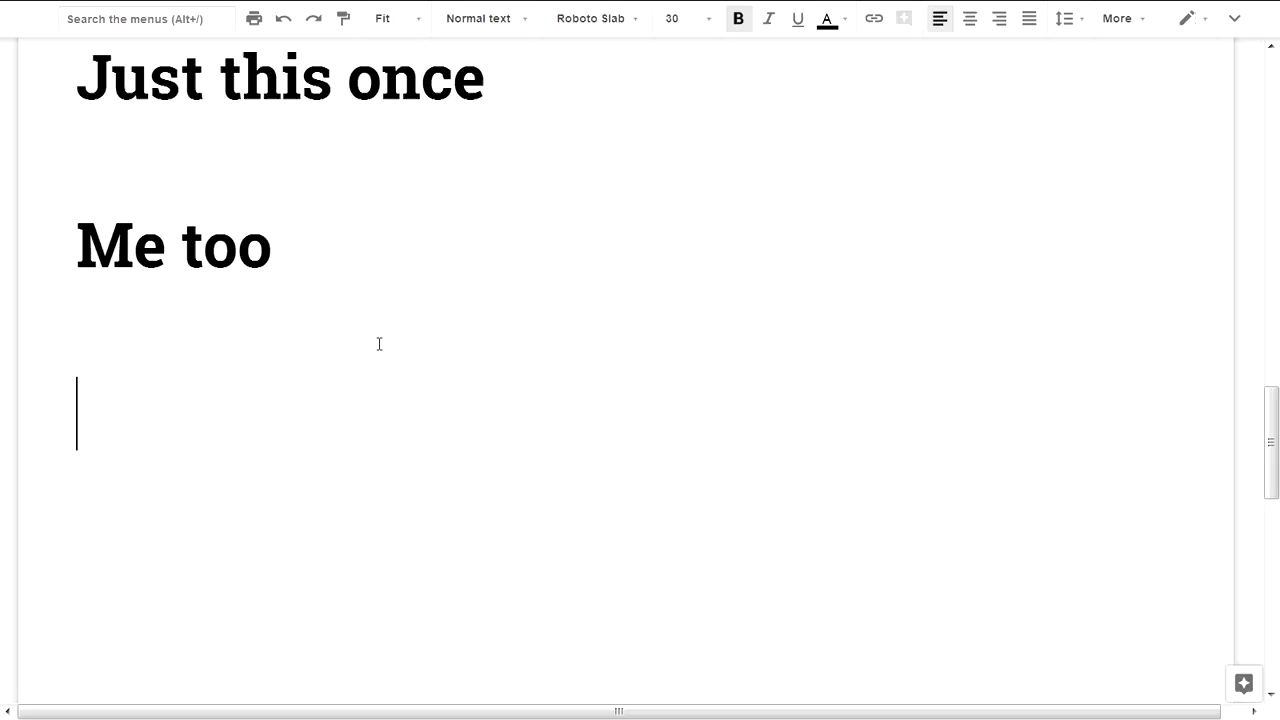 Search the menus (Alt+/) Fit Normal text Roboto Slab 30 B I U A More
Just this once
Me too